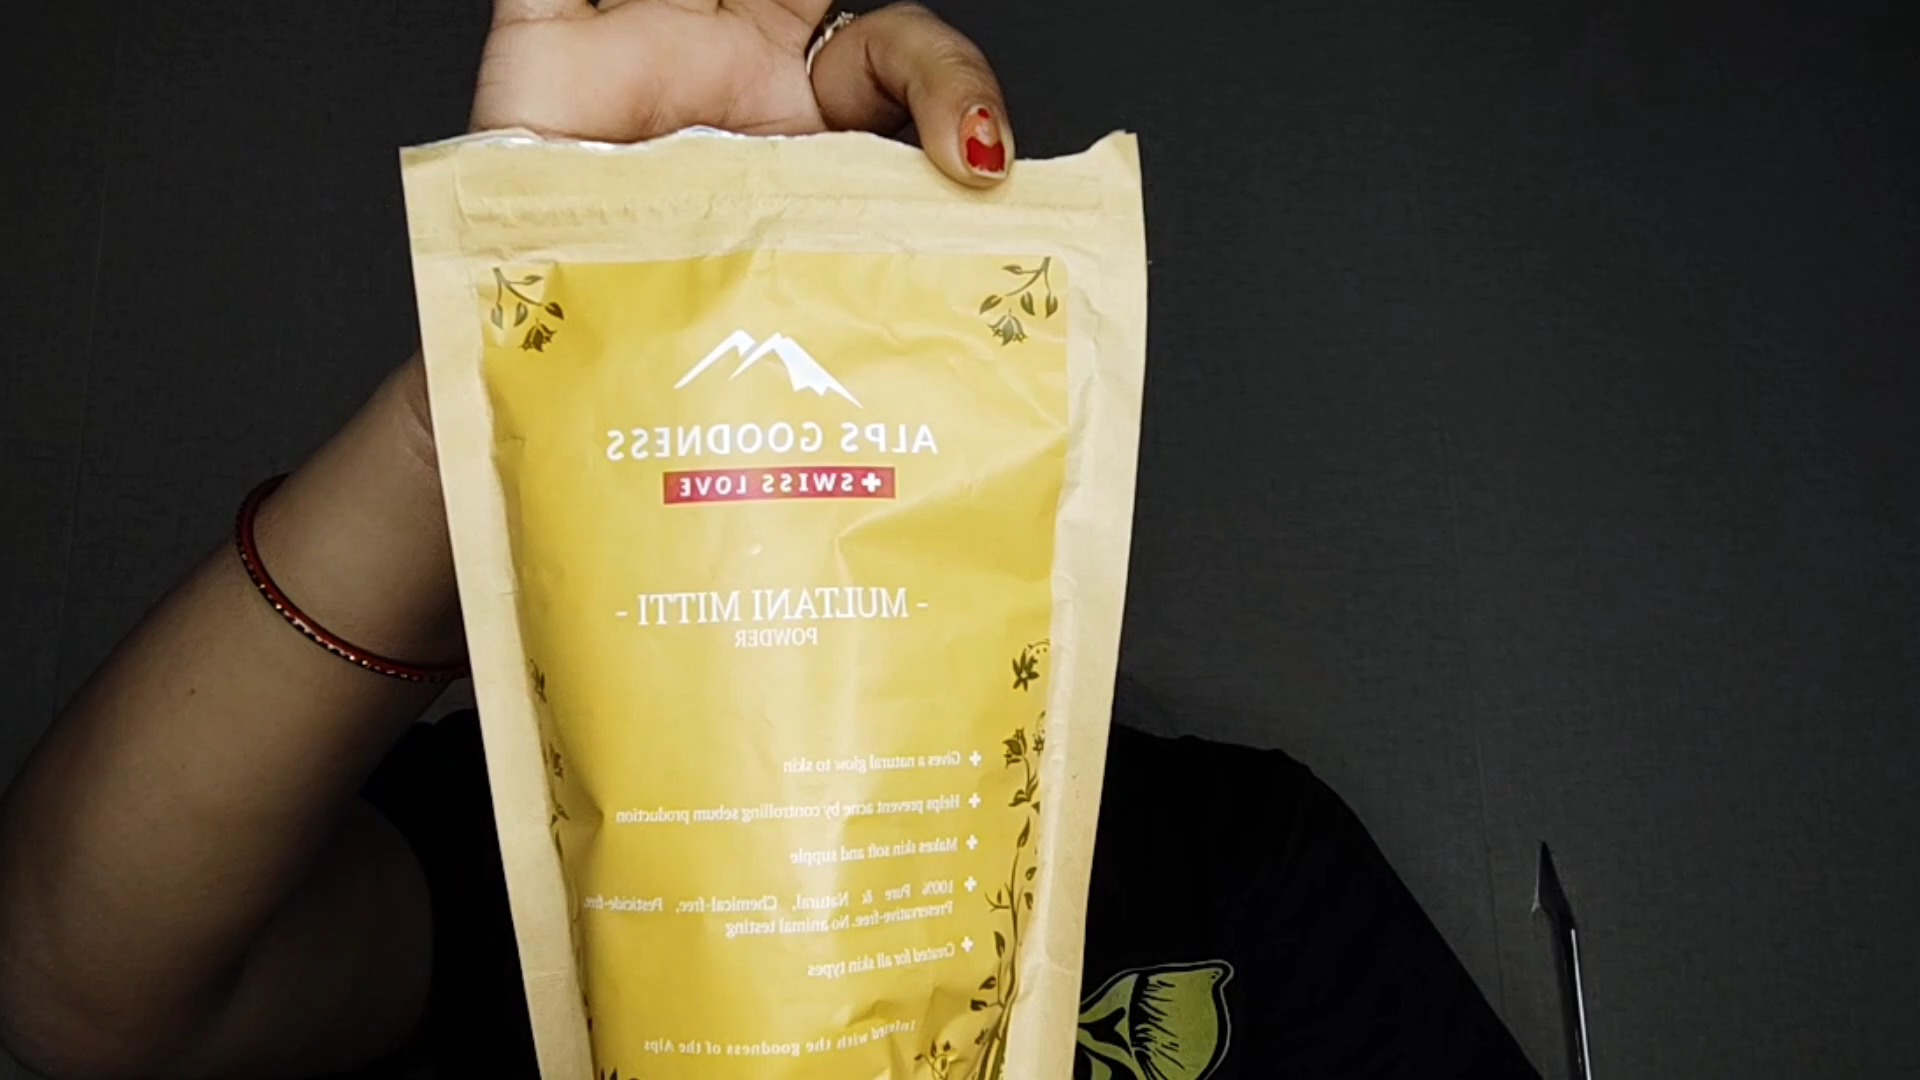 ALPS GOODNESS
SWISS LOVE
- MULTANI MITTI -
POWDER
Gives a natural glow to skin
Helps prevent acne by controlling sebum production
Makes skin soft and supple
100% Pure & Natural, Chemical-free, Pesticide-free,
Preservative-free. No animal testing
Created for all skin types
Infused with the goodness of the Alps